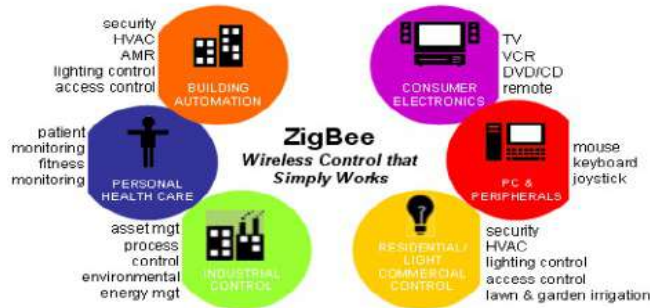 security
HVAC
AMR
lighting control
access control
BUILDING
AUTOMATION
TV
VCR
DVD/CD
remote
CONSUMER
ELECTRONICS
patient
monitoring
fitness
monitoring
PERSONAL
HEALTH CARE
ZigBee
Wireless Control that
Simply Works
mouse
keyboard
joystick
PC &
PERIPHERALS
asset mgt
process
control
environmental
energy mgt
INDUSTRIAL
CONTROL
RESIDENTIAL/
LIGHT
COMMERCIAL
CONTROL
security
HVAC
lighting control
access control
lawn & garden irrigation